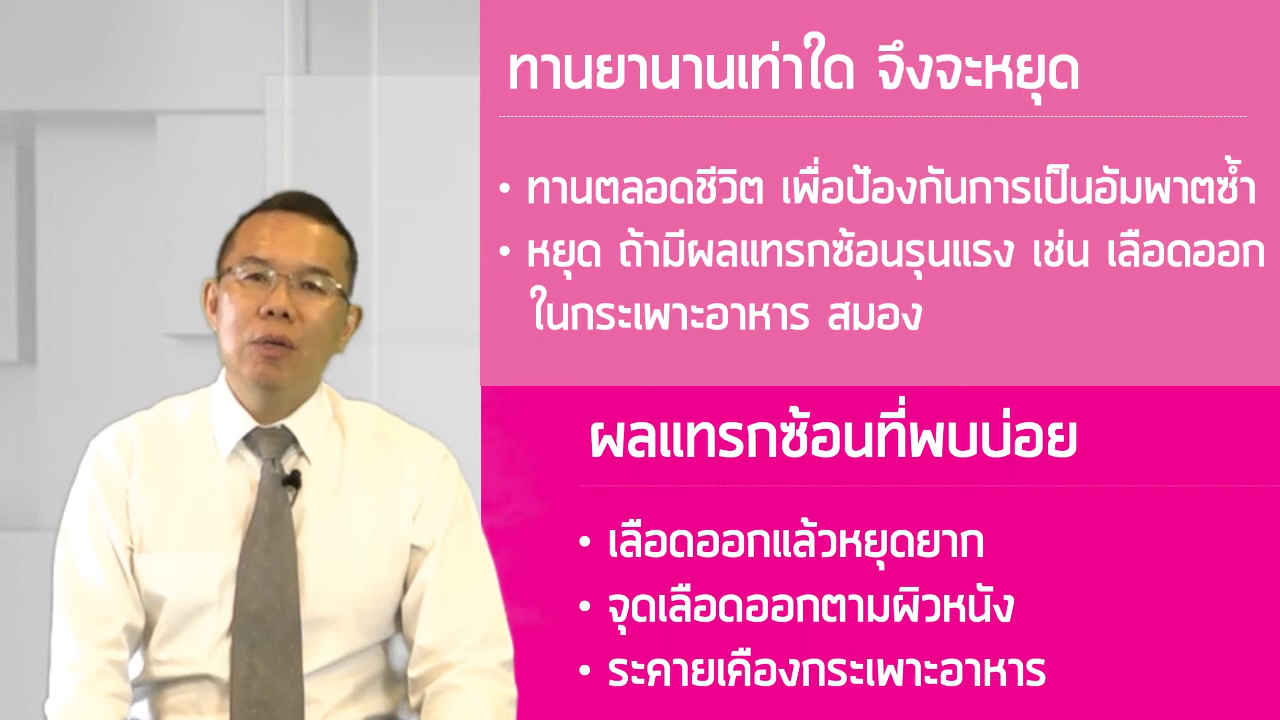 ทานยานานเท่าใด จึงจะหยุด
• ทานตลอดชีวิต เพื่อป้องกันการเป็นอัมพาตซ้ำ
• หยุด ถ้ามีผลแทรกซ้อนรุนแรง เช่น เลือดออก
ในกระเพาะอาหาร สมอง
ผลแทรกซ้อนที่พบบ่อย
• เลือดออกแล้วหยุดยาก
• จุดเลือดออกตามผิวหนัง
• ระคายเคืองกระเพาะอาหาร